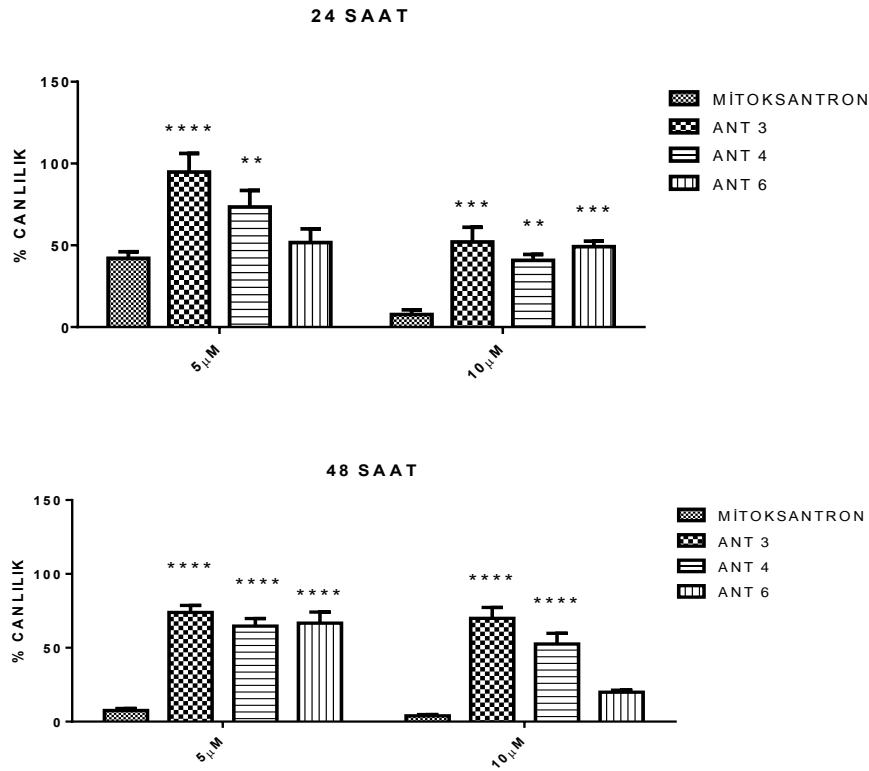 24 SAAT
150
100
50
0
% CANLILIK
****
**
***
**
***
5µM
10µM
MİTOKSANTRON
ANT 3
ANT 4
ANT 6
48 SAAT
150
100
50
0
% CANLILIK
****
****
****
****
****
5µM
10µM
MİTOKSANTRON
ANT 3
ANT 4
ANT 6